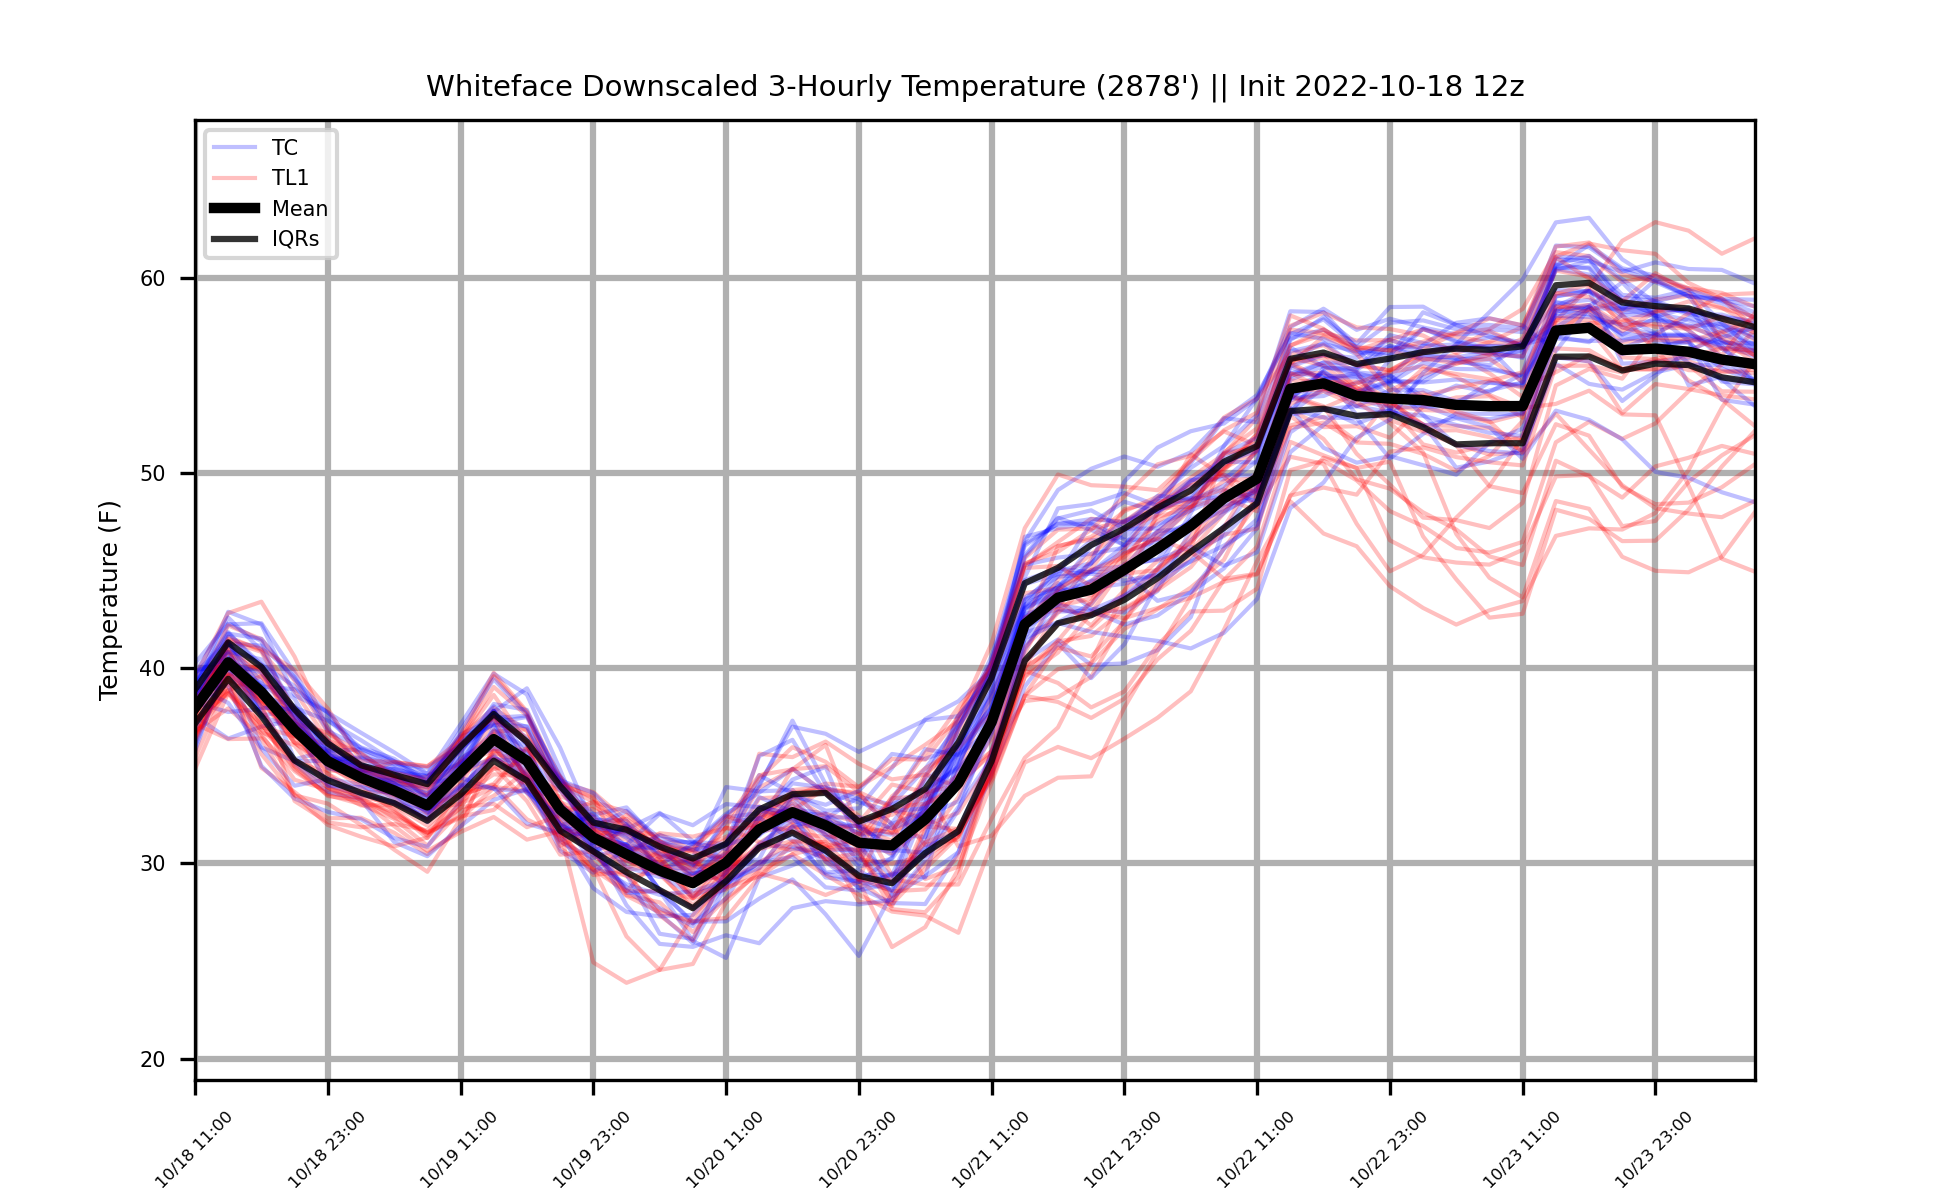 Whiteface Downscaled 3-Hourly Temperature (2878') || Init 2022-10-18 12z
TC
TL1
Mean
IQRs
Temperature (F)
60
50
40
30
20
10/18 11:00
10/18 23:00
10/19 11:00
10/19 23:00
10/20 11:00
10/20 23:00
10/21 11:00
10/21 23:00
10/22 11:00
10/22 23:00
10/23 11:00
10/23 23:00